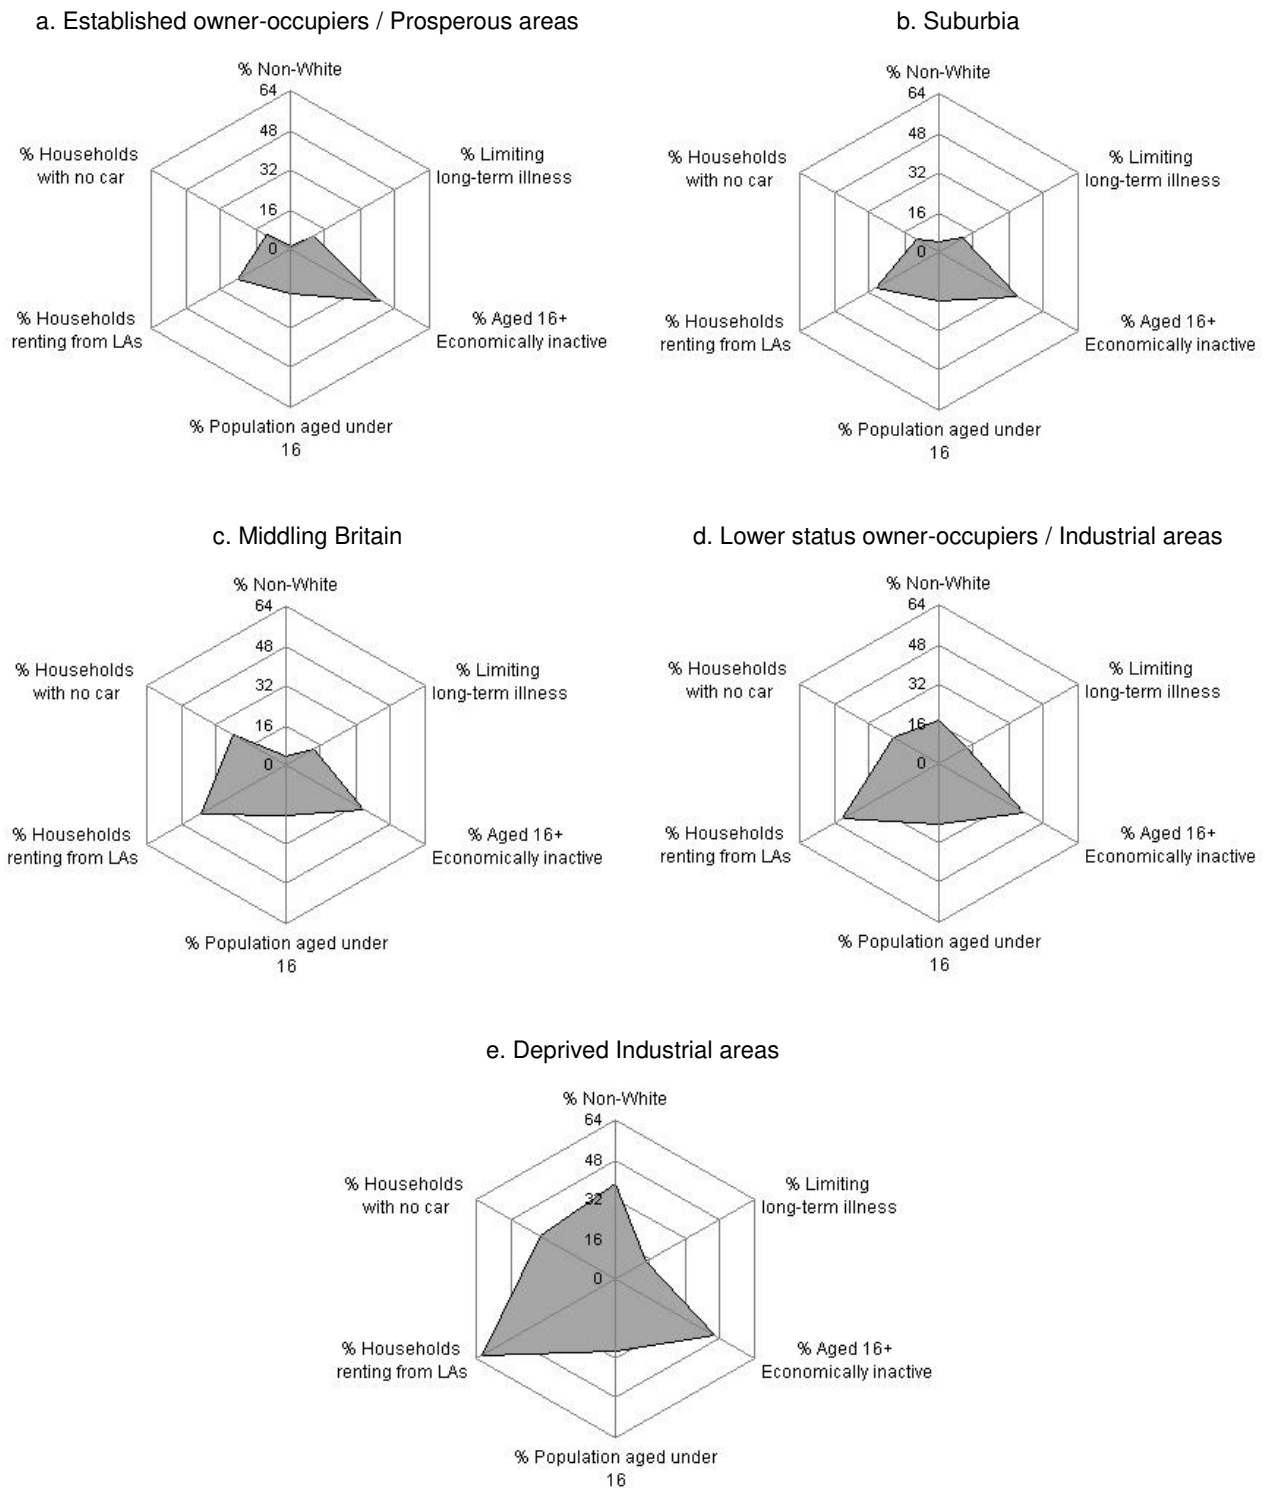 a. Established owner-occupiers / Prosperous areas
% Non-White
64
48
32
16
0
% Limiting
long-term illness
% Aged 16+
Economically inactive
% Population aged under
16
% Households
renting from LAs
% Households
with no car
b. Suburbia
% Non-White
64
48
32
16
0
% Limiting
long-term illness
% Aged 16+
Economically inactive
% Population aged under
16
% Households
renting from LAs
% Households
with no car
c. Middling Britain
% Non-White
64
48
32
16
0
% Limiting
long-term illness
% Aged 16+
Economically inactive
% Population aged under
16
% Households
renting from LAs
% Households
with no car
d. Lower status owner-occupiers / Industrial areas
% Non-White
64
48
32
16
0
% Limiting
long-term illness
% Aged 16+
Economically inactive
% Population aged under
16
% Households
renting from LAs
% Households
with no car
e. Deprived Industrial areas
% Non-White
64
48
32
16
0
% Limiting
long-term illness
% Aged 16+
Economically inactive
% Population aged under
16
% Households
renting from LAs
% Households
with no car